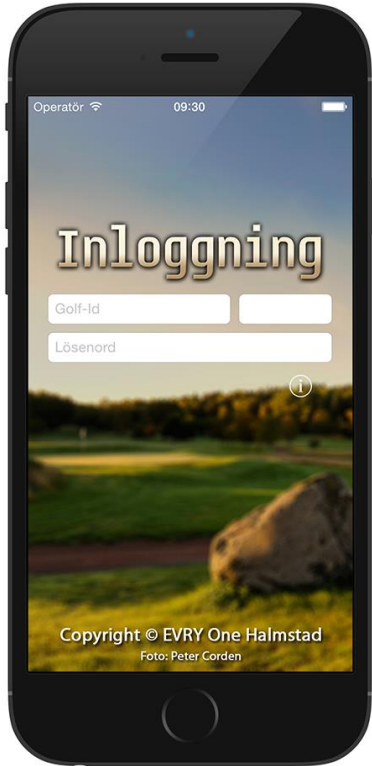 Operatör 09:30
Inloggning
Golf-Id
Lösenord
i
Copyright © EVRY One Halmstad
Foto: Peter Corden